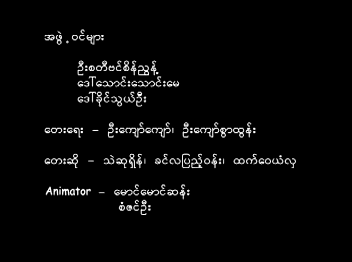 အဖွဲ့ဝင်များ
ဦးစတီဗင်စိန်ညွန့်
ဒေါ်သောင်းသောင်းမေ
ဒေါ်ခိုင်သွယ်ဦး
တေးရေး – ဦးကျော်ကျော်၊ ဦးကျော်စွာထွန်း
တေးဆို – သဲဆုရှိန်၊ ခင်လပြည့်ဝန်း၊ ထက်ဝေယံလှ
Animator – မောင်မောင်ဆန်း
စံဇင်ဦး